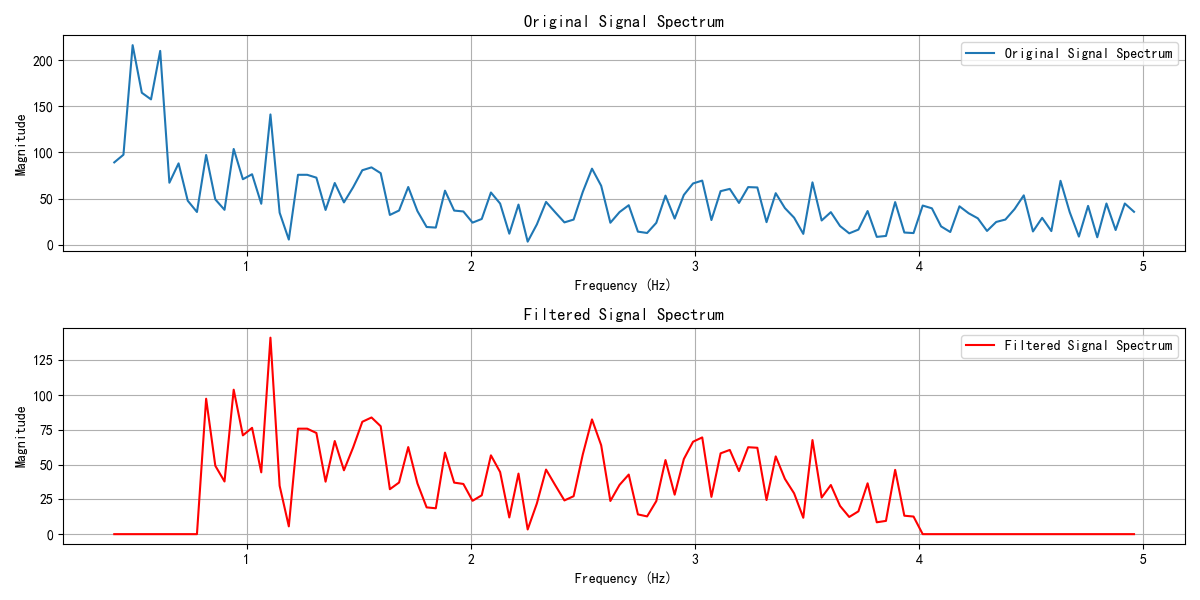 Original Signal Spectrum
Original Signal Spectrum
Magnitude
200
150
100
50
0
1
2
3
4
5
Frequency (Hz)
Filtered Signal Spectrum
Filtered Signal Spectrum
Magnitude
125
100
75
50
25
0
1
2
3
4
5
Frequency (Hz)